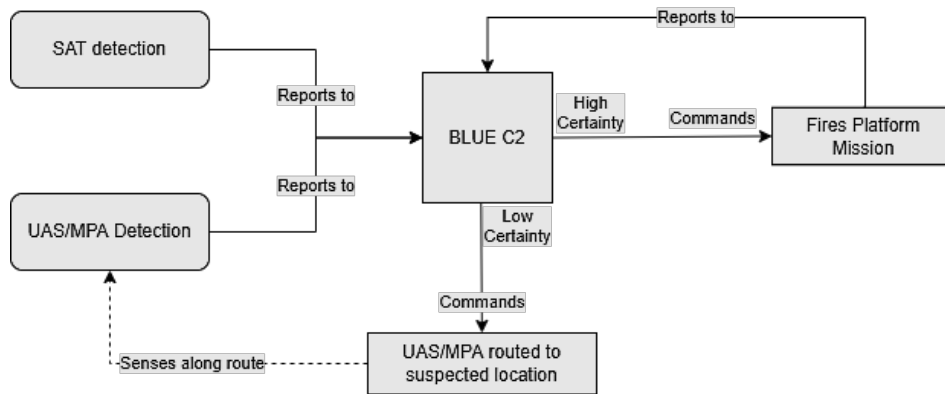 Reports to
SAT detection
Reports to
BLUE C2
High
Certainty
Commands
Fires Platform
Mission
Reports to
UAS/MPA Detection
Low
Certainty
Commands
UAS/MPA routed to
suspected location
Senses along route